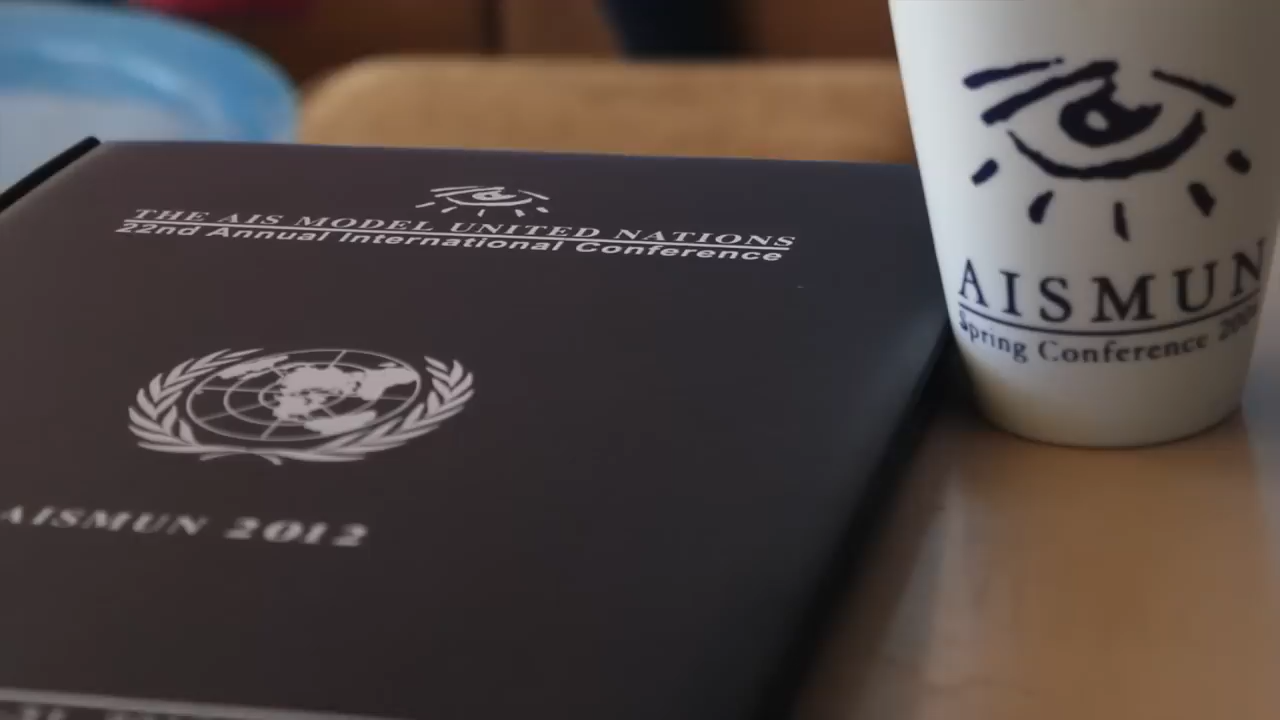 THE AIS MODEL UNITED NATIONS
22nd Annual International Conference
AISMUN 2012
AISMUN
Spring Conference